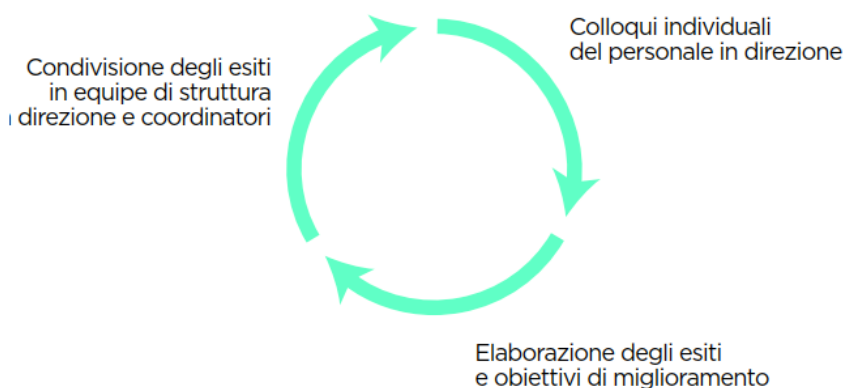 Colloqui individuali
del personale in direzione
Condivisione degli esiti
in equipe di struttura
direzione e coordinatori
Elaborazione degli esiti
e obiettivi di miglioramento